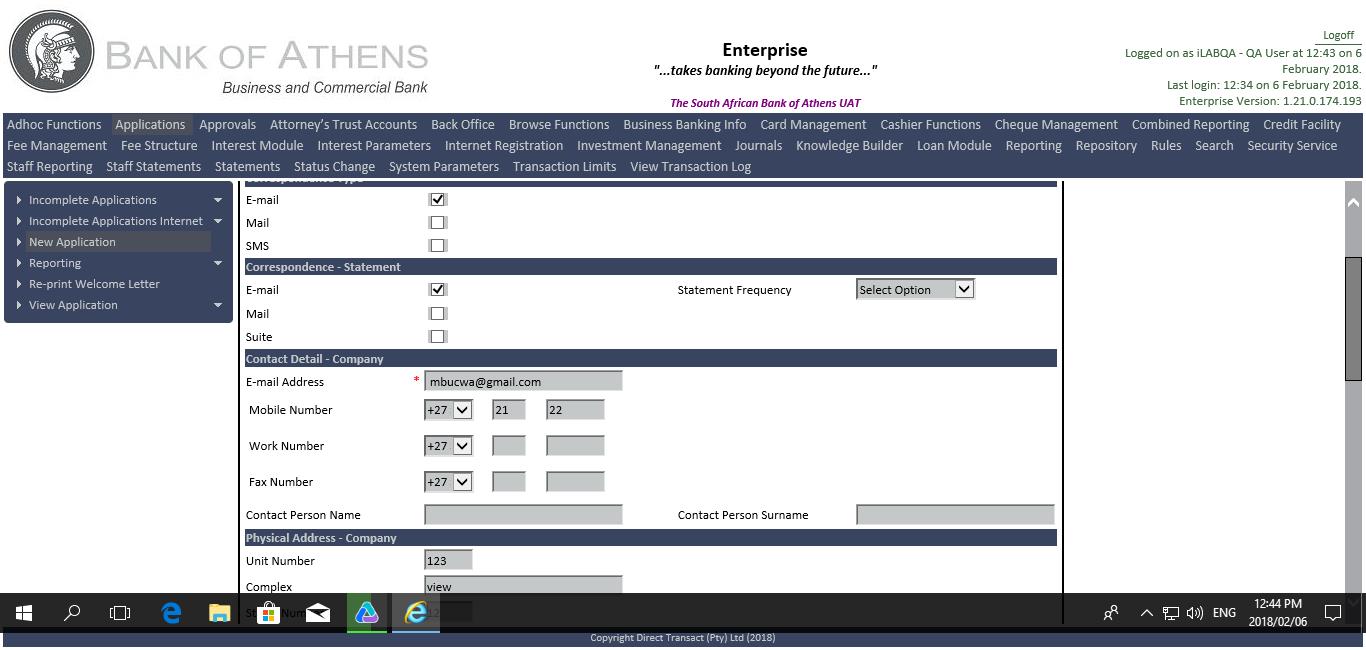 BANK OF ATHENS
Business and Commercial Bank
Enterprise
"...takes banking beyond the future..."
The South African Bank of Athens UAT
Logoff
Logged on as iLABQA - QA User at 12:43 on 6
February 2018.
Last login: 12:34 on 6 February 2018.
Enterprise Version: 1.21.0.174.193
Adhoc Functions Applications Approvals Attorney's Trust Accounts Back Office Browse Functions Business Banking Info Card Management Cashier Functions Cheque Management Combined Reporting Credit Facility
Fee Management Fee Structure Interest Module Interest Parameters Internet Registration Investment Management Journals Knowledge Builder Loan Module Reporting Repository Rules Search Security Service
Staff Reporting Staff Statements Statements Status Change System Parameters Transaction Limits View Transaction Log
Incomplete Applications
Incomplete Applications Internet
New Application
Reporting
Re-print Welcome Letter
View Application
E-mail
Mail
SMS
Correspondence - Statement
E-mail Statement Frequency Select Option
Mail
Suite
Contact Detail - Company
E-mail Address * mbucwa@gmail.com
Mobile Number +27 21 22
Work Number +27
Fax Number +27
Contact Person Name Contact Person Surname
Physical Address - Company
Unit Number 123
Complex view
ENG
12:44 PM
2018/02/06
Copyright Direct Transact (Pty) Ltd (2018)